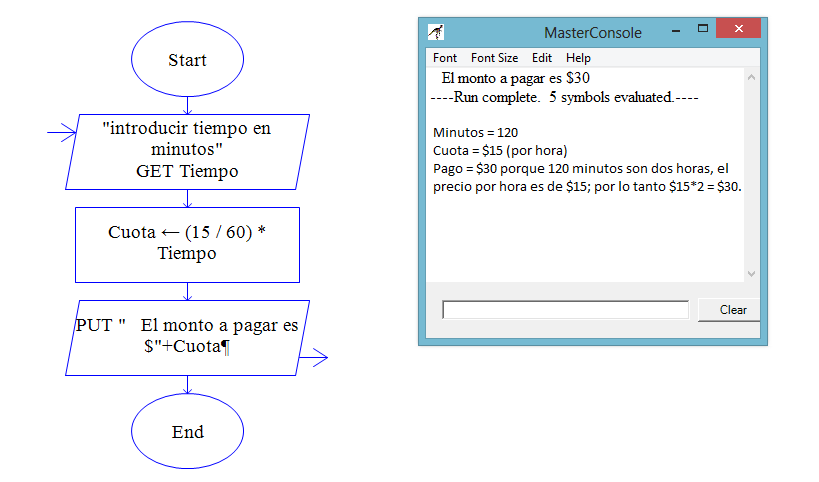 Start
"introducir tiempo en
minutos"
GET Tiempo
Cuota ← (15 / 60) *
Tiempo
PUT "   El monto a pagar es
$"+Cuota¶
End
MasterConsole
Font Font Size Edit Help
El monto a pagar es $30
----Run complete.  5 symbols evaluated.----
Minutos = 120
Cuota = $15 (por hora)
Pago = $30 porque 120 minutos son dos horas, el
precio por hora es de $15; por lo tanto $15*2 = $30.
Clear